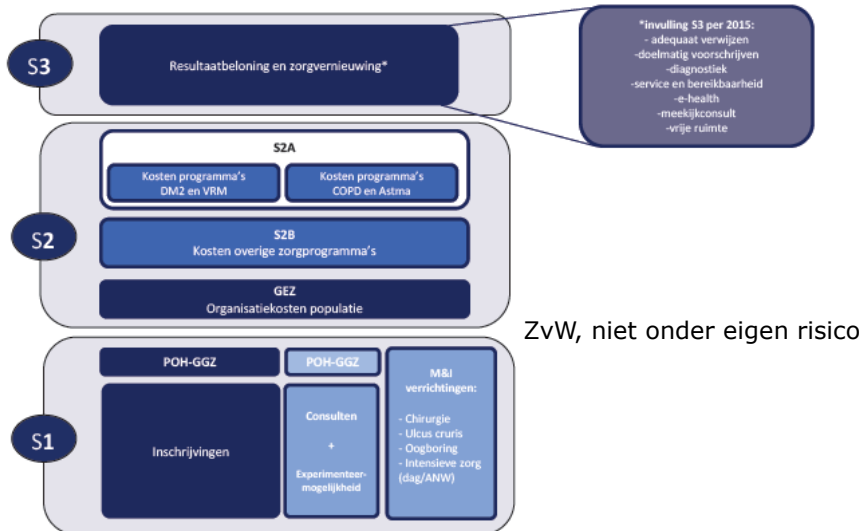 S3
Resultaatbeloning en zorgvernieuwing*
*invulling S3 per 2015:
- adequaat verwijzen
-doelmatig voorschrijven
-diagnostiek
-service en bereikbaarheid
-e-health
-meekijkconsult
-vrije ruimte
S2
S2A
Kosten programma's
DM2 en VRM
Kosten programma's
COPD en Astma
S2B
Kosten overige zorgprogramma's
GEZ
Organisatiekosten populatie
ZvW, niet onder eigen risico
S1
POH-GGZ
Inschrijvingen
POH-GGZ
Consulten
+
Experimenteer-
mogelijkheid
M&I
verrichtingen:
- Chirurgie
- Ulcus cruris
- Oogboring
- Intensieve zorg
(dag/ANW)